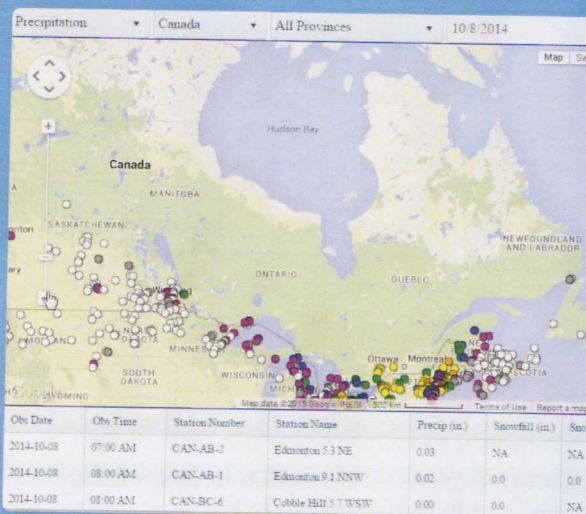 Precipitation Canada All Provinces 10/8/2014
Map
Hudson Bay
Canada
MANITOBA
SASKATCHEWAN
NEWFOUNDLAND
AND LABRADOR
ONTARIO
QUEBEC
DAKOTA
MINNES
Ottawa Montreal
SCOTIA
SOUTH
DAKOTA
WISCONSIN
MICH
Map data ©2015 Google, INEGI 500 km Terms of Use Report a map
Obs Date Obs Time Station Number Station Name Precip (in.) Snowfall (in.) Sno
2014-10-08 07:00 AM CAN-AB-2 Edmonton 5.3 NE 0.03 NA NA
2014-10-08 08:00 AM CAN-AB-1 Edmonton 9.1 NNW 0.02 0.0 0.0
2014-10-08 08:00 AM CAN-BC-6 Cobble Hill 5.7 WSW 0.00 0.0 NA